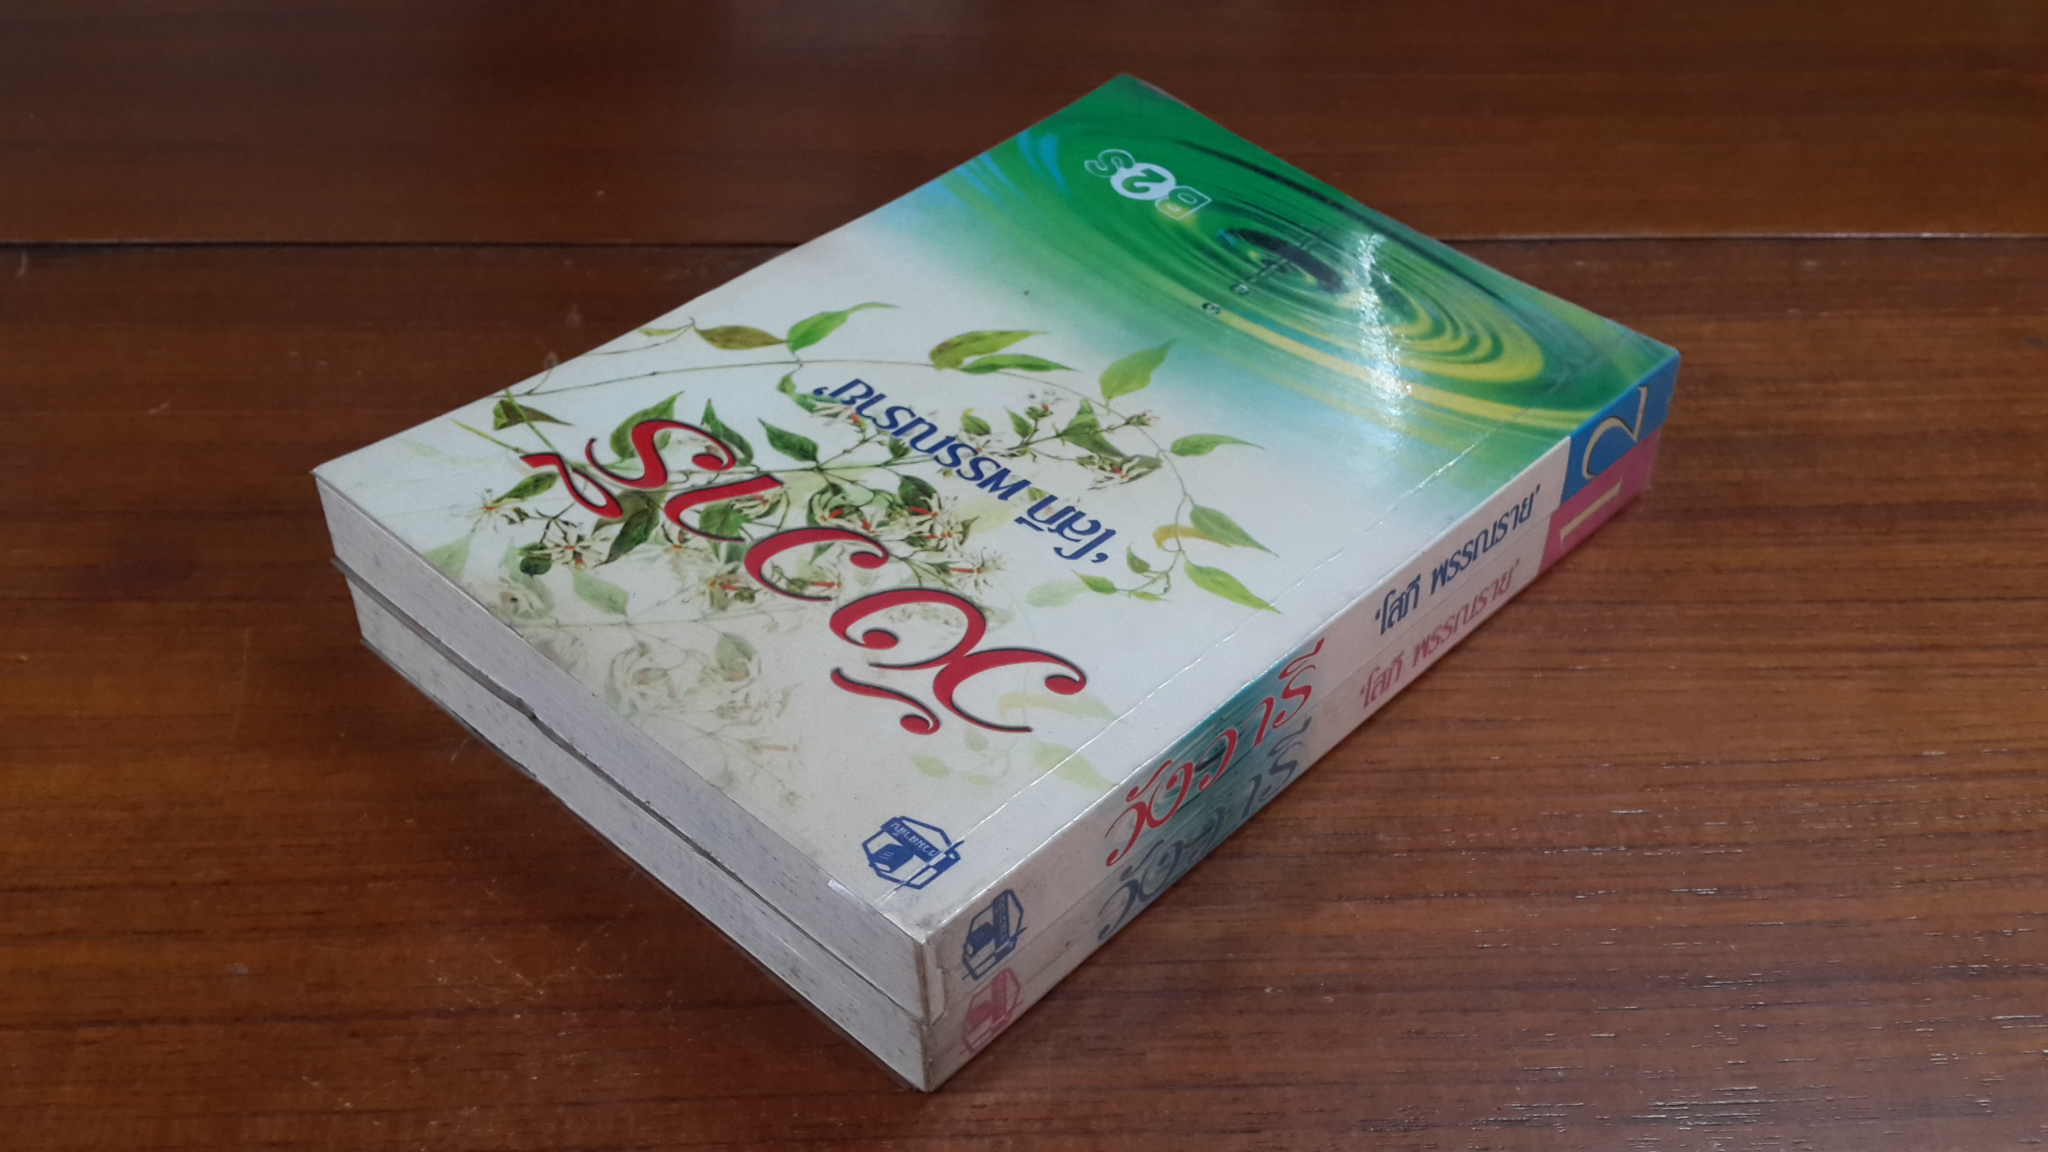 B2S
วังวารี
'โสภี พรรณราย'
วังวารี 'โสภี พรรณราย' 2
วังวารี 'โสภี พรรณราย' 1